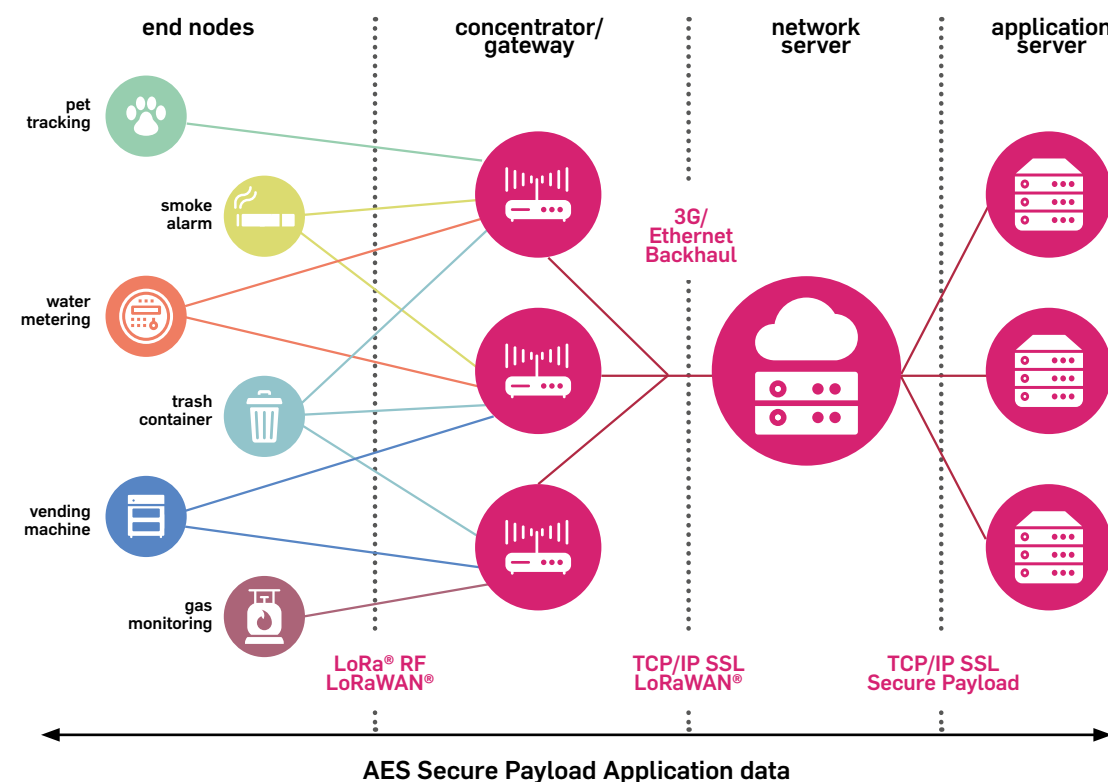 end nodes
concentrator/
gateway
network
server
application
server
pet
tracking
smoke
alarm
water
metering
trash
container
vending
machine
gas
monitoring
3G/
Ethernet
Backhaul
LoRa® RF
LoRaWAN®
TCP/IP SSL
LoRaWAN®
TCP/IP SSL
Secure Payload
AES Secure Payload Application data